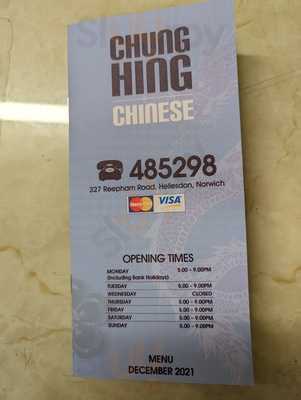 CHUNG
HING
CHINESE
☎ 485298
327 Reepham Road, Hellesdon, Norwich
MasterCard VISA
OPENING TIMES
MONDAY 5.00 - 9.00PM
(Including Bank Holidays)
TUESDAY 5.00 - 9.00PM
WEDNESDAY CLOSED
THURSDAY 5.00 - 9.00PM
FRIDAY 5.00 - 9.00PM
SATURDAY 5.00 - 9.00PM
SUNDAY 5.00 - 9.00PM
MENU
DECEMBER 2021